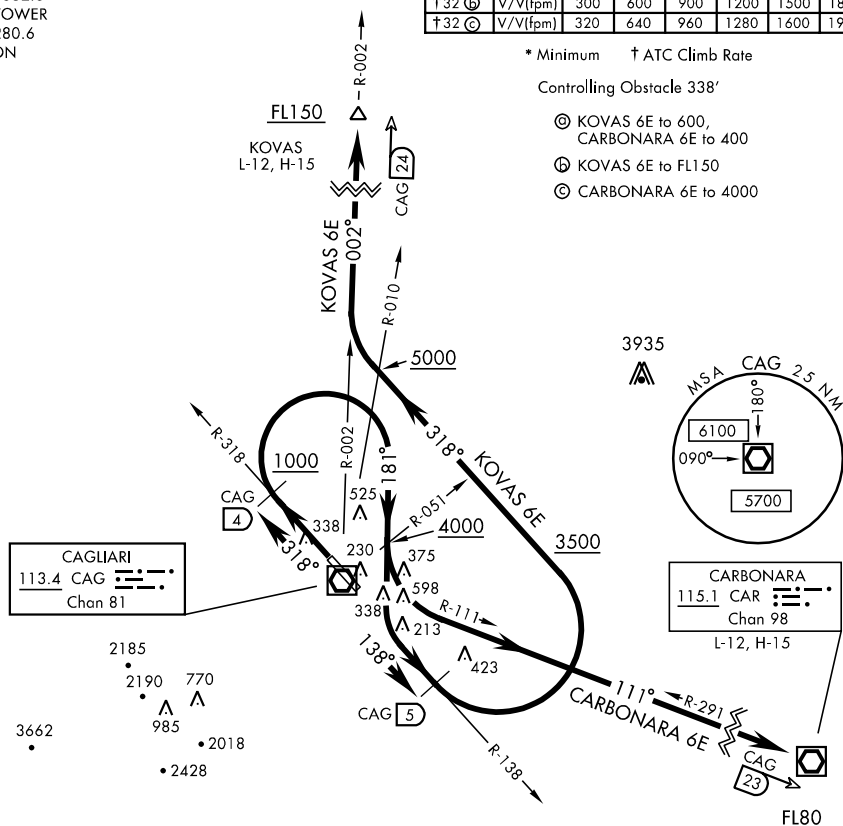 TOWER
280.6
† 32 ⓑ V/V(fpm) 300 600 900 1200 1500
† 32 ⓒ V/V(fpm) 320 640 960 1280 1600
* Minimum † ATC Climb Rate
Controlling Obstacle 338'
ⓐ KOVAS 6E to 600,
CARBONARA 6E to 400
ⓑ KOVAS 6E to FL150
ⓒ CARBONARA 6E to 4000
R-002
FL150
KOVAS
L-12, H-15
CAG 24
KOVAS 6E
002°
R-010
5000
3935
MSA CAG 25 NM
180°
6100
090°
5700
R-318
R-002
318°
KOVAS 6E
1000
181°
CAG 4
525
R-051
4000
3500
338
318°
230
375
598
338
213
R-111
CAGLIARI
113.4 CAG
Chan 81
CARBONARA
115.1 CAR
Chan 98
L-12, H-15
138°
423
111°
R-291
CARBONARA 6E
CAG 5
R-138
CAG 23
FL80
2185
2190
770
985
3662
2018
2428